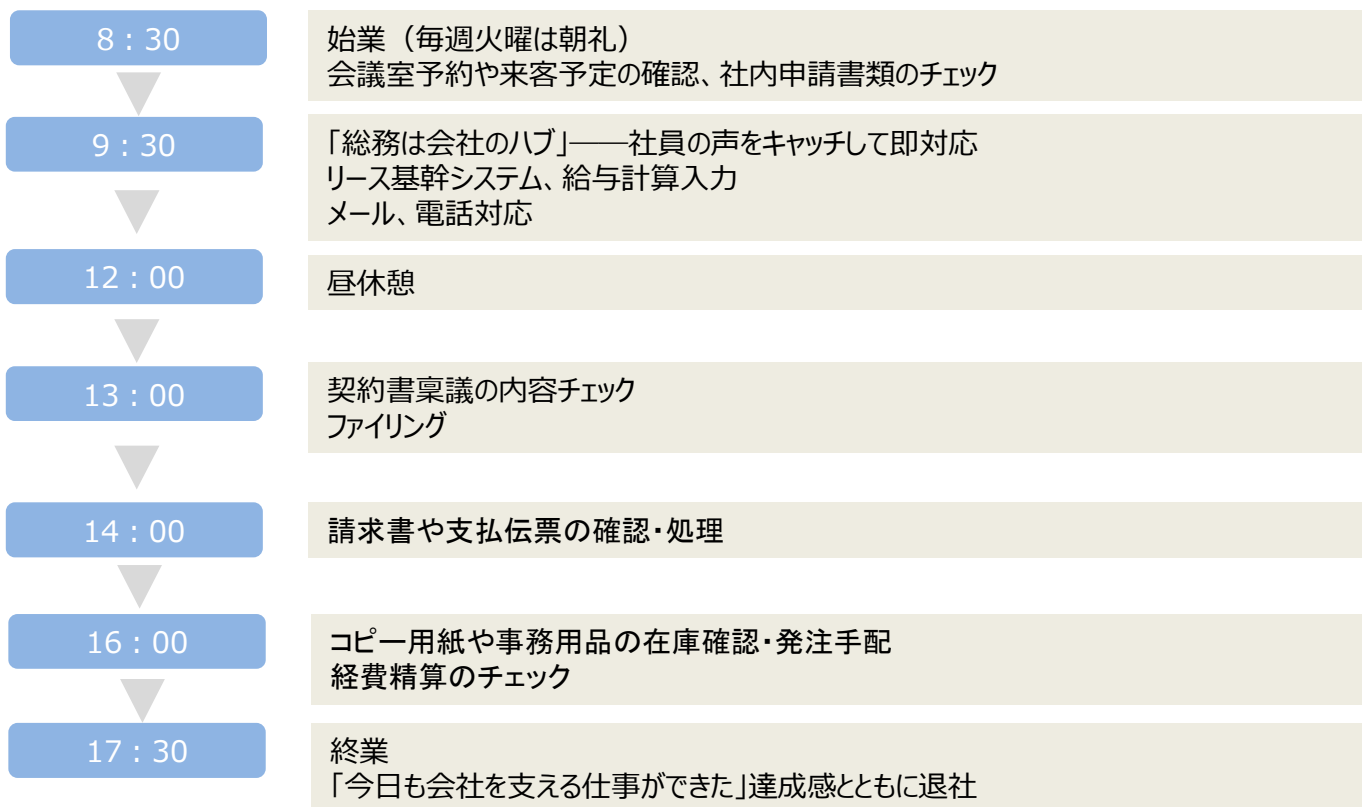 8：30
始業（毎週火曜は朝礼）
会議室予約や来客予定の確認、社内申請書類のチェック
9：30
「総務は会社のハブ」――社員の声をキャッチして即対応
リース基幹システム、給与計算入力
メール、電話対応
12：00
昼休憩
13：00
契約書稟議の内容チェック
ファイリング
14：00
請求書や支払伝票の確認・処理
16：00
コピー用紙や事務用品の在庫確認・発注手配
経費精算のチェック
17：30
終業
「今日も会社を支える仕事ができた」達成感とともに退社